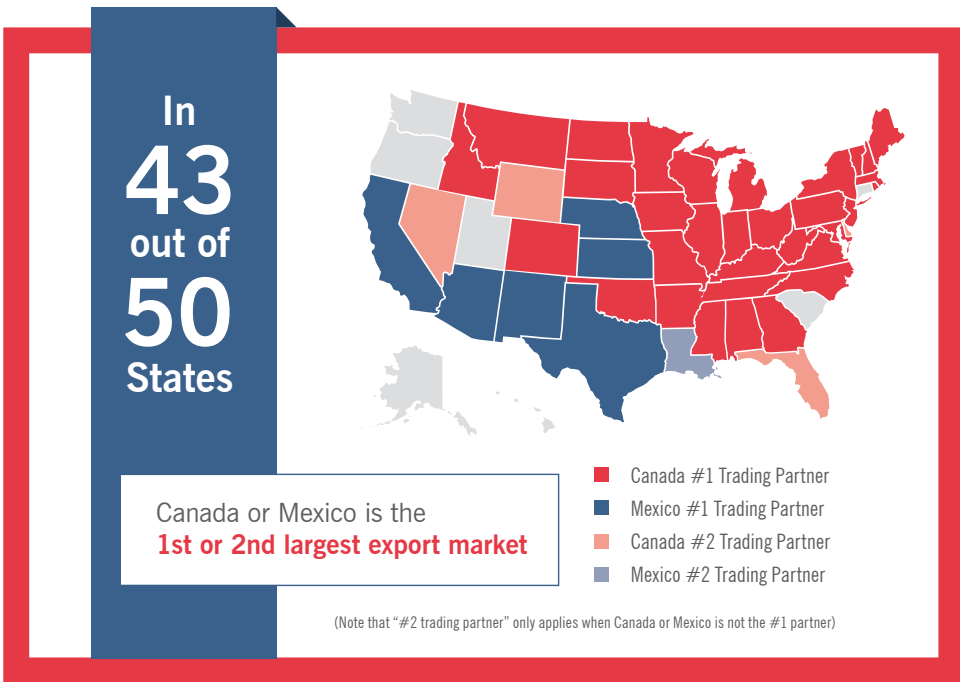 In
43
out of
50
States
Canada or Mexico is the
1st or 2nd largest export market
Canada #1 Trading Partner
Mexico #1 Trading Partner
Canada #2 Trading Partner
Mexico #2 Trading Partner
(Note that “#2 trading partner” only applies when Canada or Mexico is not the #1 partner)